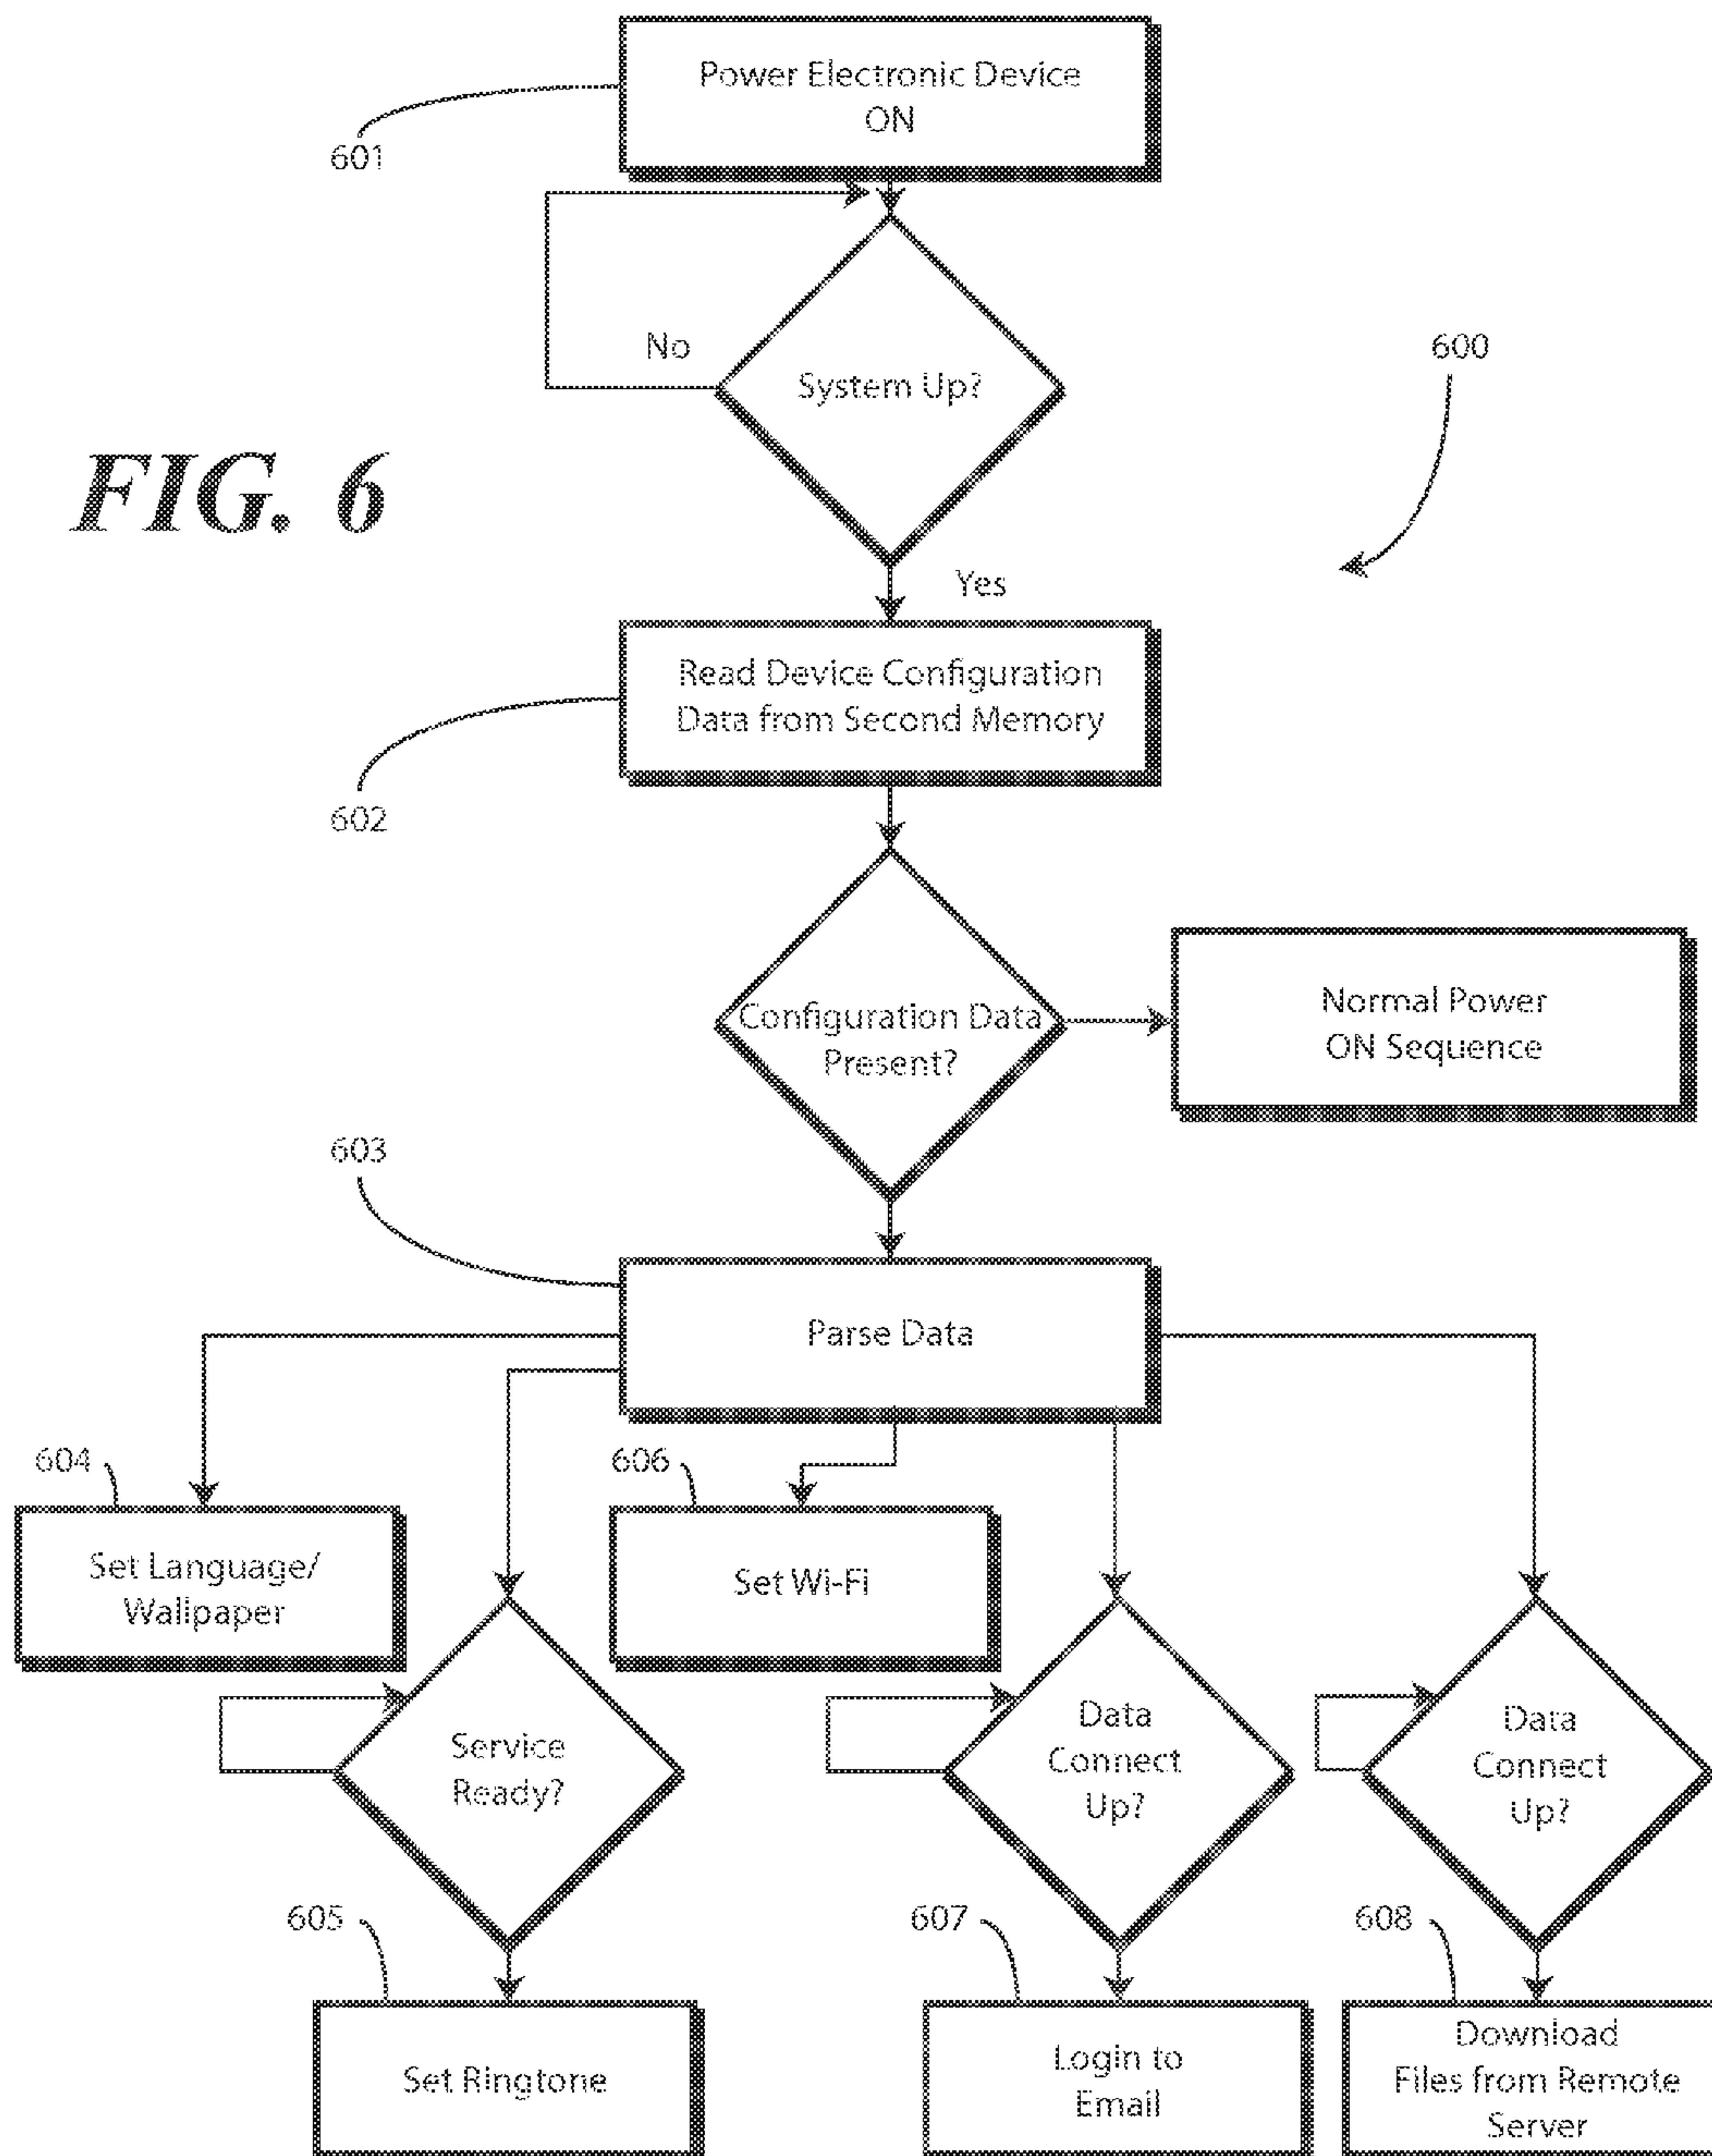 Power Electronic Device
ON
601
No
600
System Up?
FIG. 6
Yes
Read Device Configuration
Data from Second Memory
602
Configuration Data
Present?
Normal Power
ON Sequence
603
Parse Data
604
606
Set Language/
Wallpaper
Set Wi-Fi
Service
Ready?
Data
Connect
Up?
Data
Connect
Up?
605
607
608
Set Ringtone
Login to
Email
Download
Files from Remote
Server